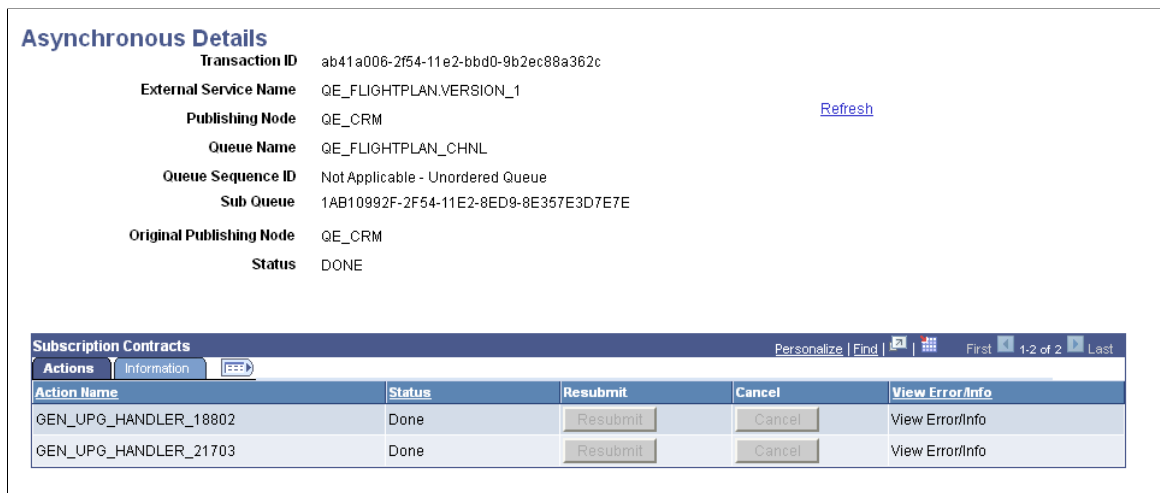 Asynchronous Details
Transaction ID ab41a006-2f54-11e2-bbd0-9b2ec88a362c
External Service Name QE_FLIGHTPLAN.VERSION_1
Refresh
Publishing Node QE_CRM
Queue Name QE_FLIGHTPLAN_CHNL
Queue Sequence ID Not Applicable - Unordered Queue
Sub Queue 1AB10992F-2F54-11E2-8ED9-8E357E3D7E7E
Original Publishing Node QE_CRM
Status DONE
Subscription Contracts Personalize | Find | | First 1-2 of 2 Last
Actions Information
Action Name Status Resubmit Cancel View Error/Info
GEN_UPG_HANDLER_18802 Done Resubmit Cancel View Error/Info
GEN_UPG_HANDLER_21703 Done Resubmit Cancel View Error/Info